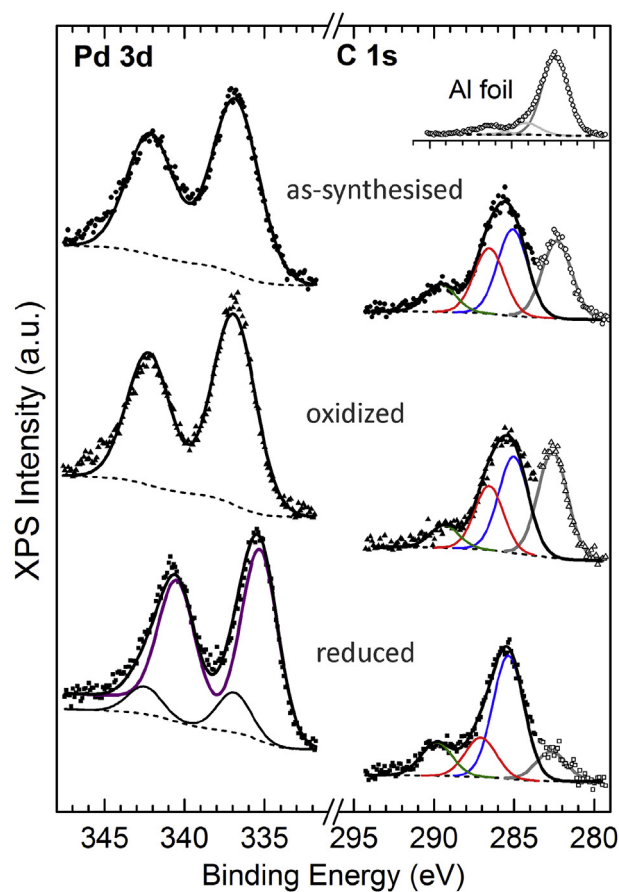 Pd 3d
C 1s
Al foil
as-synthesised
oxidized
reduced
XPS Intensity (a.u.)
345 340 335 295 290 285 280
Binding Energy (eV)